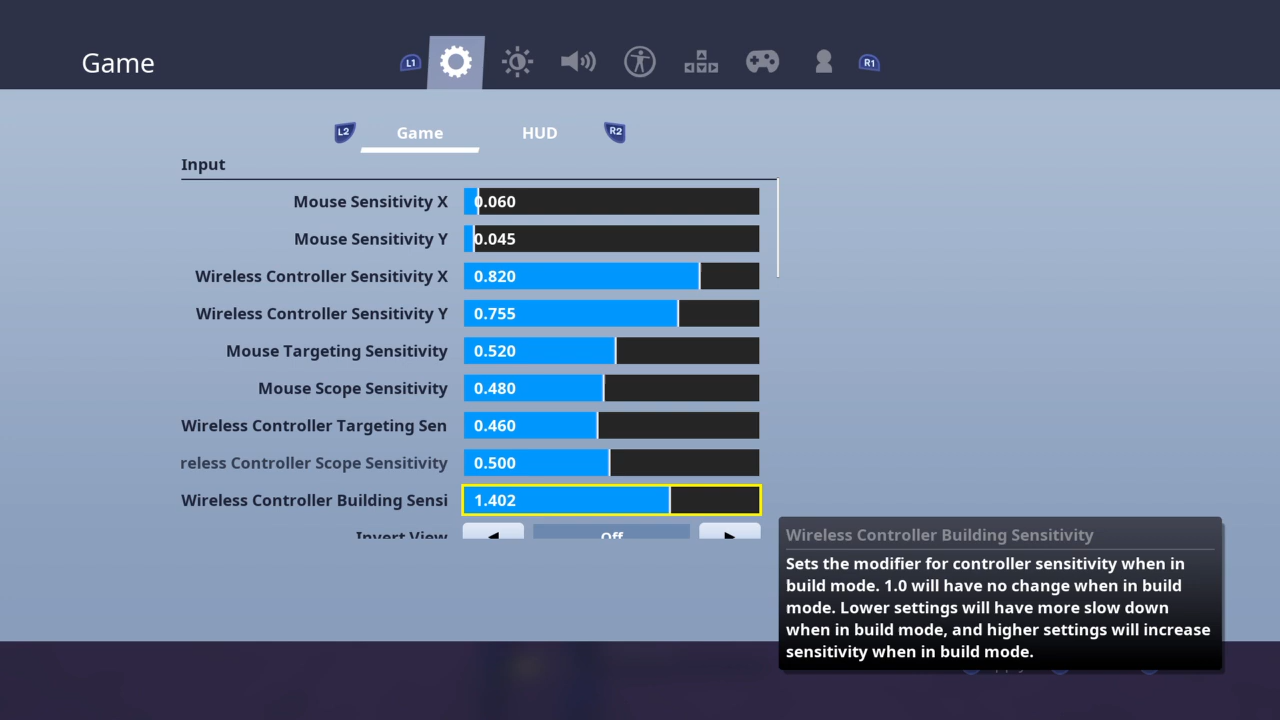 Game
L1
R1
L2
Game
HUD
R2
Input
Mouse Sensitivity X
0.060
Mouse Sensitivity Y
0.045
Wireless Controller Sensitivity X
0.820
Wireless Controller Sensitivity Y
0.755
Mouse Targeting Sensitivity
0.520
Mouse Scope Sensitivity
0.480
Wireless Controller Targeting Sen
0.460
reless Controller Scope Sensitivity
0.500
Wireless Controller Building Sensi
1.402
Invert View
Off
Wireless Controller Building Sensitivity
Sets the modifier for controller sensitivity when in
build mode. 1.0 will have no change when in build
mode. Lower settings will have more slow down
when in build mode, and higher settings will increase
sensitivity when in build mode.